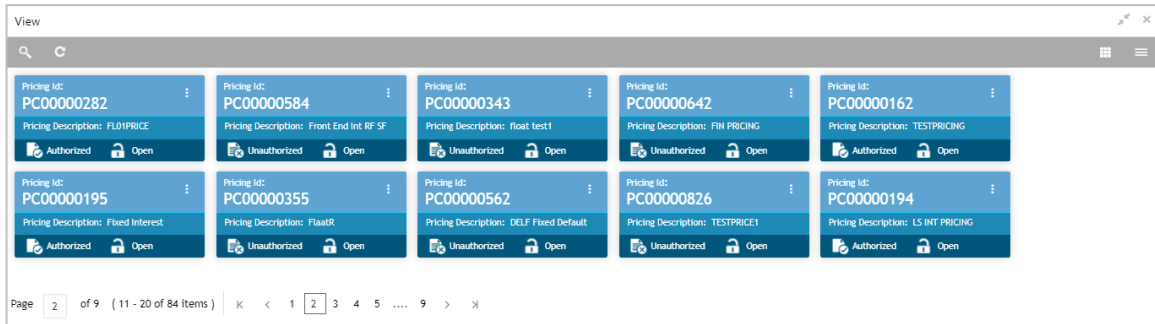 View
Pricing Id:
PC00000282
Pricing Description: FL01PRICE
Authorized Open
Pricing Id:
PC00000584
Pricing Description: Front End Int RF SF
Unauthorized Open
Pricing Id:
PC00000343
Pricing Description: float test1
Unauthorized Open
Pricing Id:
PC00000642
Pricing Description: FIN PRICING
Unauthorized Open
Pricing Id:
PC00000162
Pricing Description: TESTPRICING
Authorized Open
Pricing Id:
PC00000195
Pricing Description: Fixed Interest
Authorized Open
Pricing Id:
PC00000355
Pricing Description: FlaatR
Unauthorized Open
Pricing Id:
PC00000562
Pricing Description: DELF Fixed Default
Unauthorized Open
Pricing Id:
PC00000826
Pricing Description: TESTPRICE1
Unauthorized Open
Pricing Id:
PC00000194
Pricing Description: LS INT PRICING
Authorized Open
Page 2 of 9 ( 11 - 20 of 84 items ) 1 2 3 4 5 .... 9